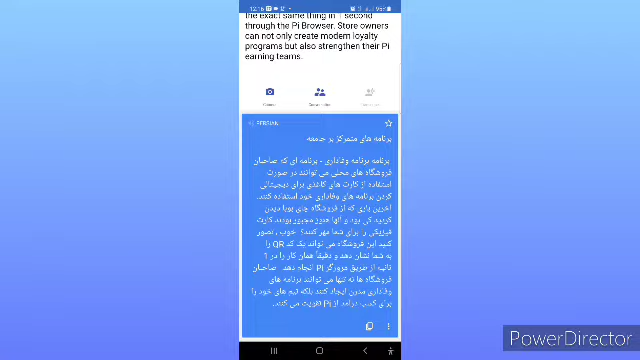 12:16
95%
the exact same thing in 1 second
through the Pi Browser. Store owners
can not only create modern loyalty
programs but also strengthen their Pi
earning teams.
Camera
Conversation
Transcribe
PERSIAN
برنامه های متمرکز بر جامعه
برنامه برنامه وفاداری - برنامه ای که صاحبان
فروشگاه های محلی می توانند در صورت
استفاده از کارت های کاغذی برای دیجیتالی
کردن برنامه های وفاداری خود استفاده کنند.
آخرین باری که از فروشگاه چای بوبا دیدن
کردید کی بود و آنها هنوز مجبور بودند کارت
فیزیکی را برای شما مهر کنند؟ خوب ، تصور
کنید این فروشگاه می تواند یک کد QR را
به شما نشان دهد و دقیقاً همان کار را در 1
ثانیه از طریق مرورگر Pi انجام دهد. صاحبان
فروشگاه ها نه تنها می توانند برنامه های
وفاداری مدرن ایجاد کنند بلکه تیم های خود را
برای کسب درآمد از Pi تقویت می کنند.
PowerDirector